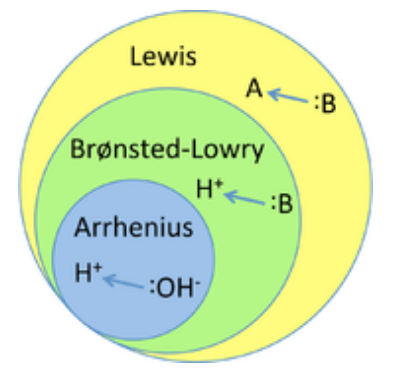 Lewis
A
:B
Brønsted-Lowry
H⁺
:B
Arrhenius
H⁺
:OH⁻